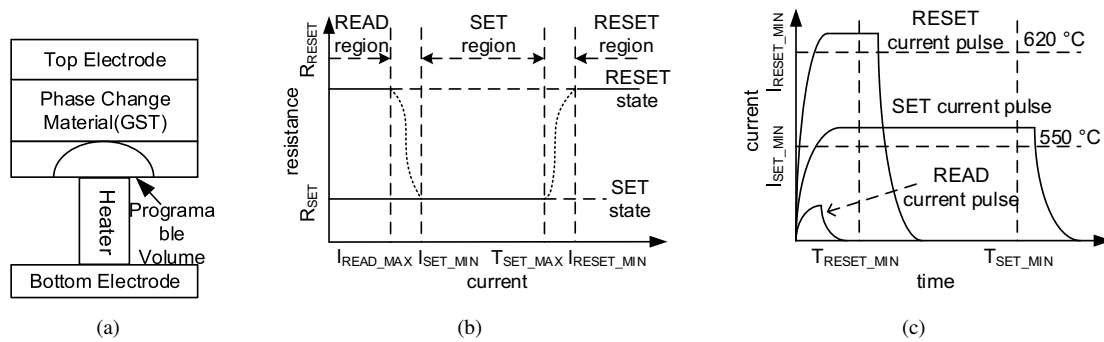 Top Electrode
Phase Change
Material(GST)
Heater
Programa
ble
Volume
Bottom Electrode
(a)
READ
region
SET
region
RESET
region
R_RESET
RESET
state
resistance
R_SET
SET
state
I_READ_MAX I_SET_MIN T_SET_MAX I_RESET_MIN
current
(b)
I_RESET_MIN
RESET
current pulse
620 °C
current
SET current pulse
I_SET_MIN
550 °C
READ
current pulse
T_RESET_MIN T_SET_MIN
time
(c)